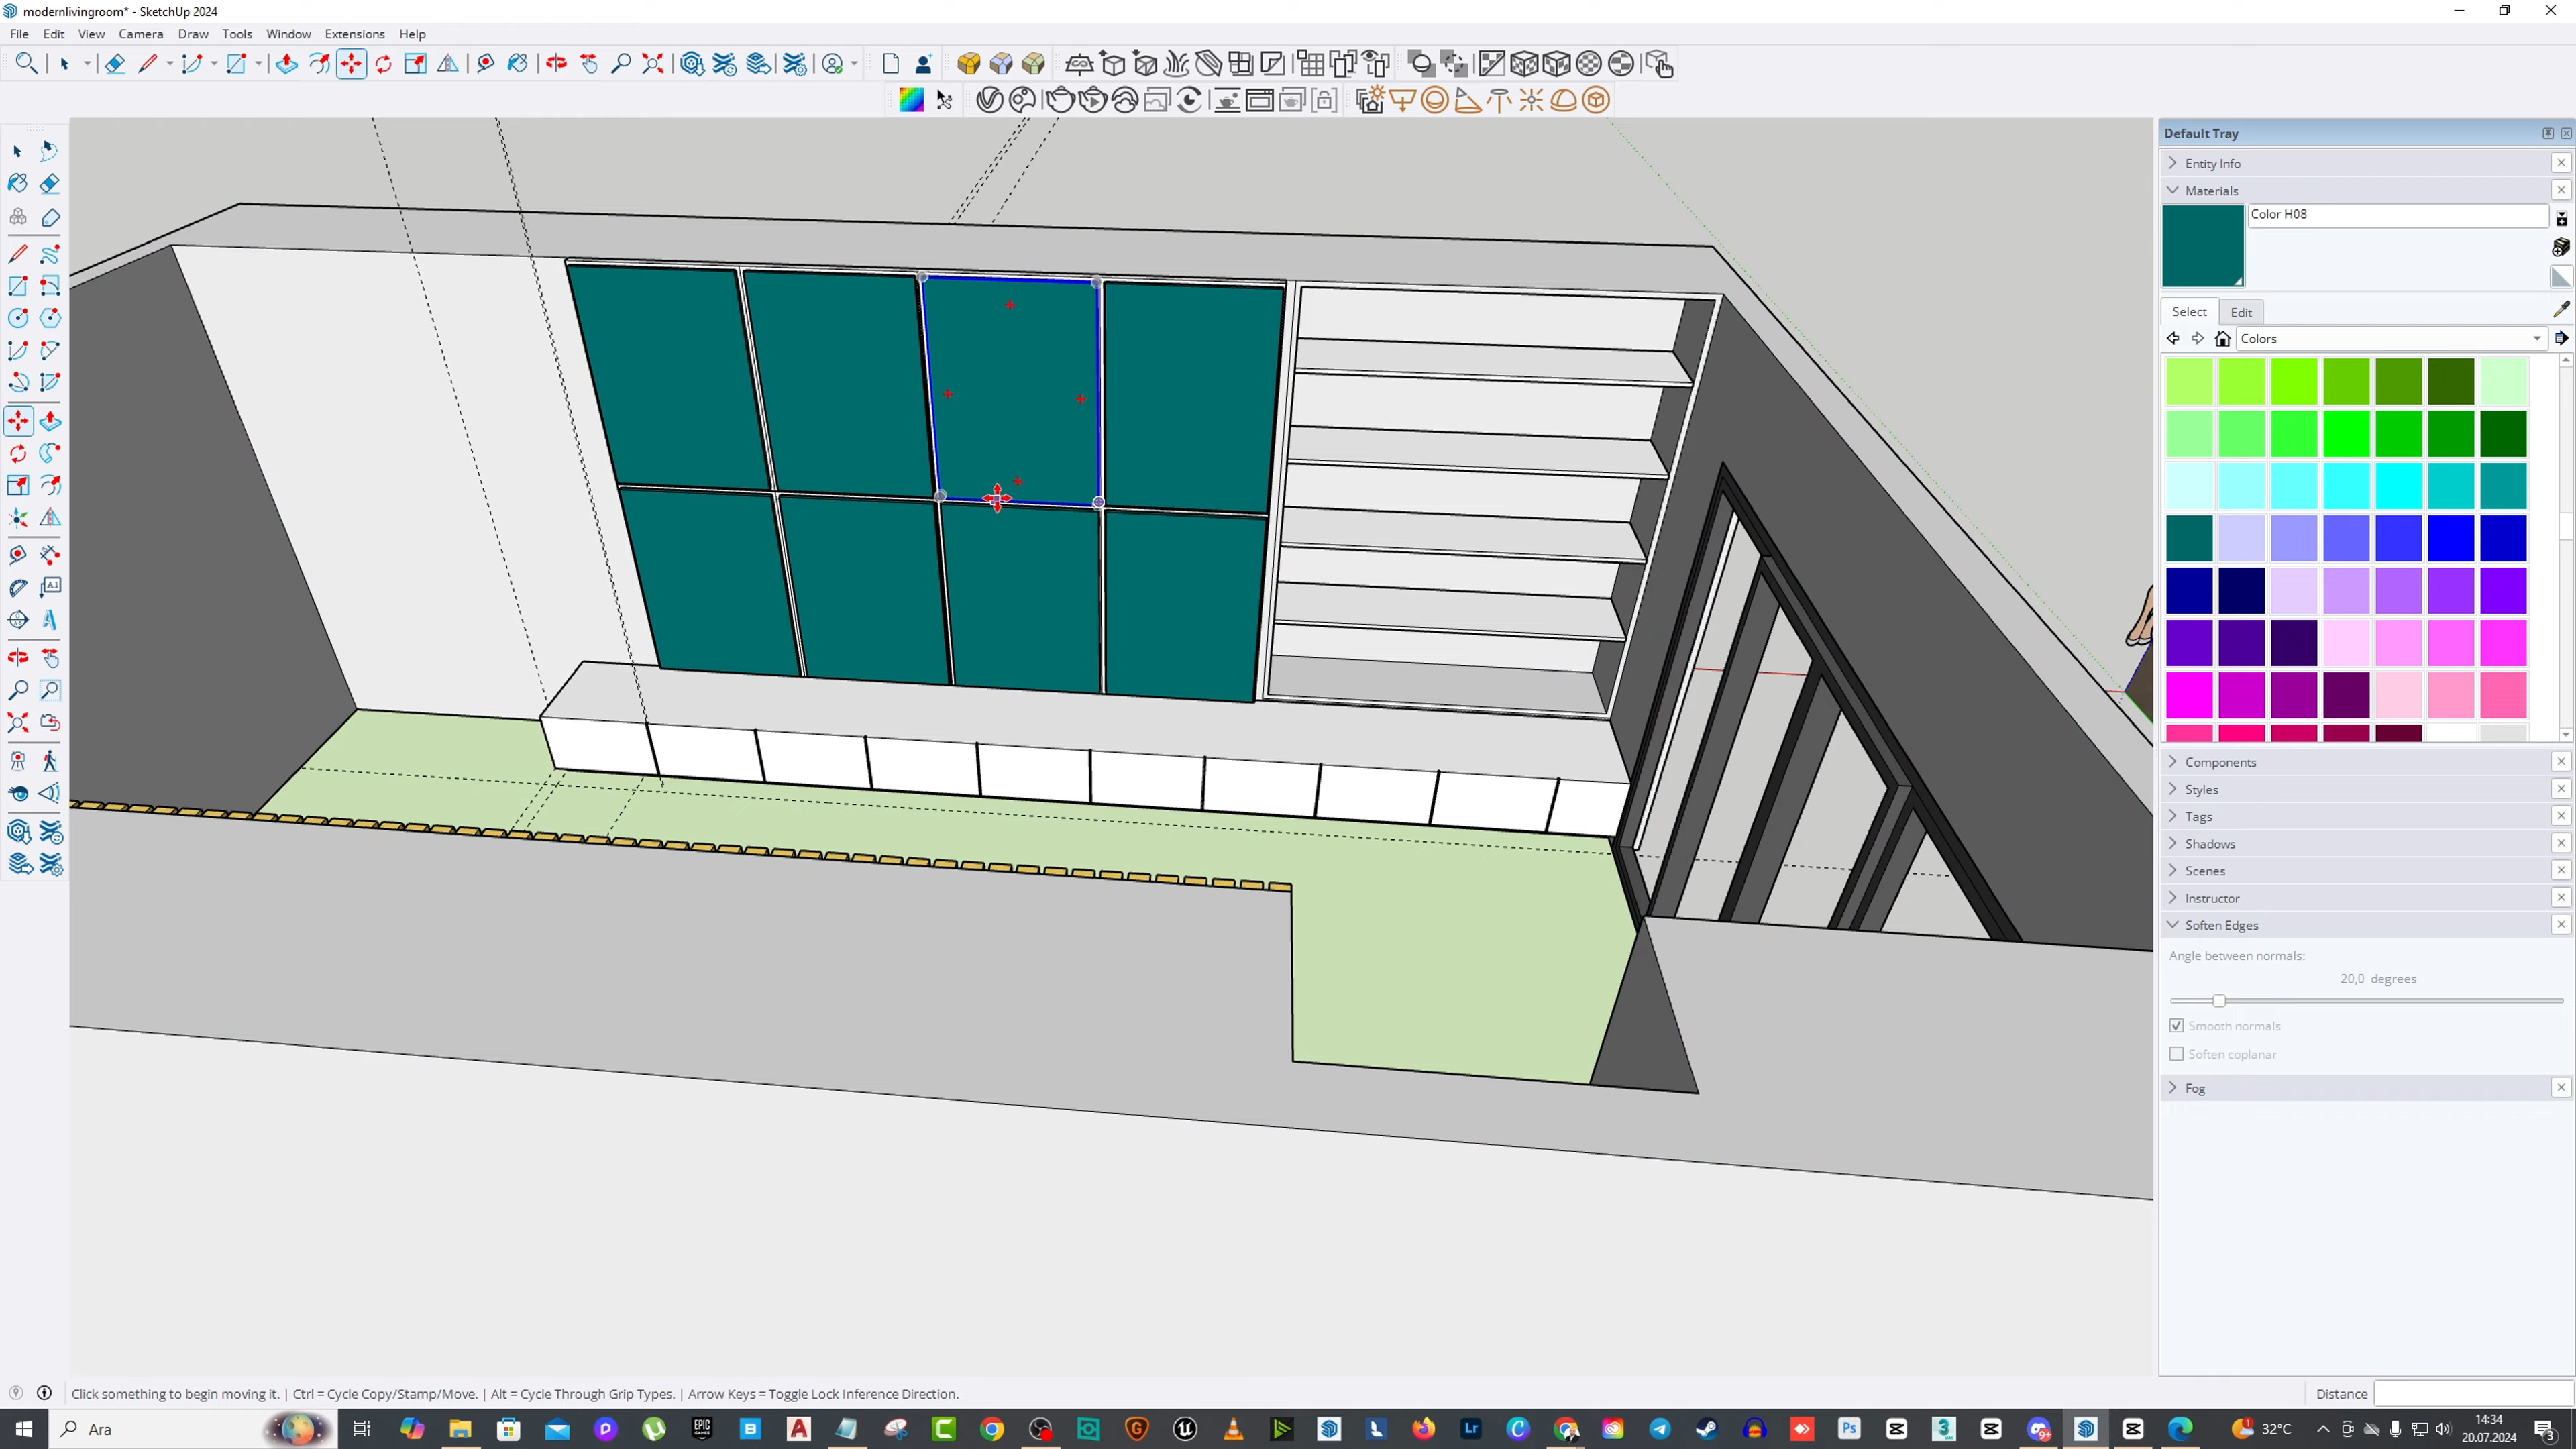 modernlivingroom* - SketchUp 2024
File Edit View Camera Draw Tools Window Extensions Help
Default Tray
Entity Info
Materials
Color H08
Select Edit
Colors
Components
Styles
Tags
Shadows
Scenes
Instructor
Soften Edges
Angle between normals:
20,0 degrees
Smooth normals
Soften coplanar
Fog
Click something to begin moving it. | Ctrl = Cycle Copy/Stamp/Move. | Alt = Cycle Through Grip Types. | Arrow Keys = Toggle Lock Inference Direction.
Distance
Ara
32°C
14:34
20.07.2024